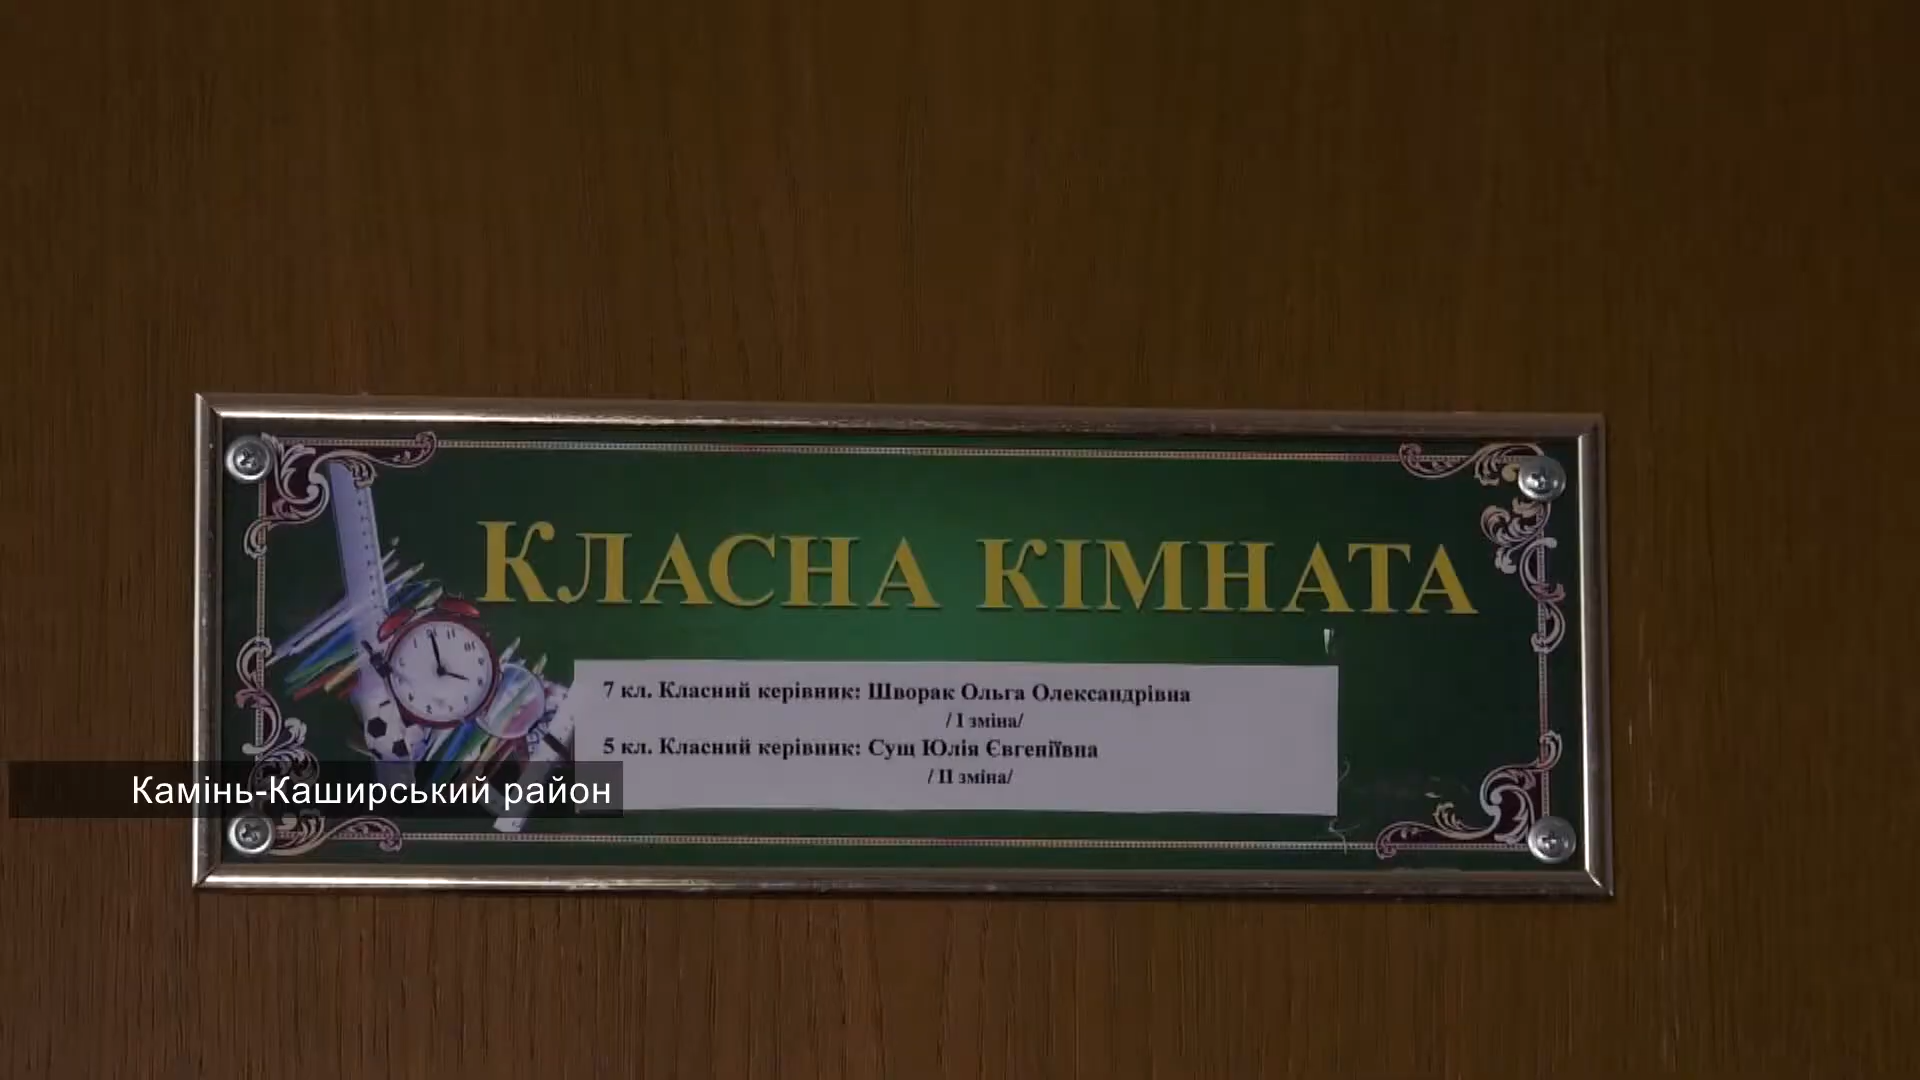 КЛАСНА КІМНАТА
7 кл. Класний керівник: Шворак Ольга Олександрівна
/ І зміна/
5 кл. Класний керівник: Сущ Юлія Євгеніївна
/ ІІ зміна/
Камінь-Каширський район